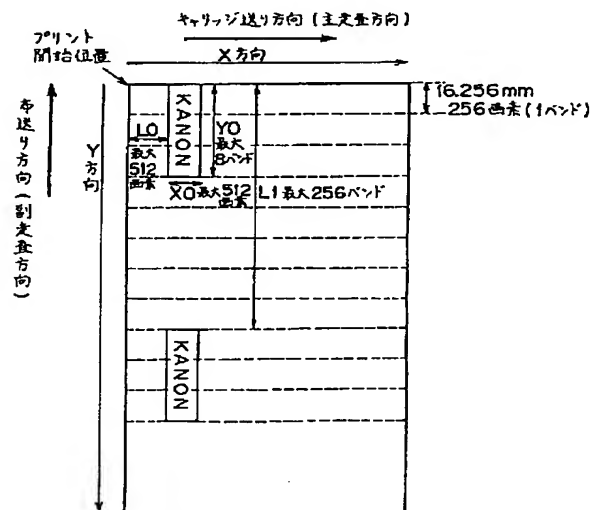 キャリッジ送り方向(主走査方向)
プリント
開始位置
X方向
16.256mm
256画素(1バンド)
布送り方向(副走査方向)
Y方向
L0
最大
512
画素
KANON
Y0
最大
8バンド
X0 最大512
画素
L1 最大256バンド
KANON